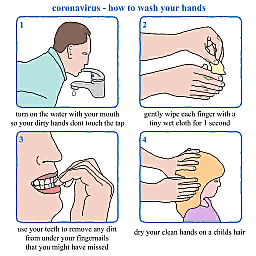 coronavirus - how to wash your hands
1
turn on the water with your mouth
so your dirty hands dont touch the tap
2
gently wipe each finger with a
tiny wet cloth for 1 second
3
use your teeth to remove any dirt
from under your fingernails
that you might have missed
4
dry your clean hands on a childs hair